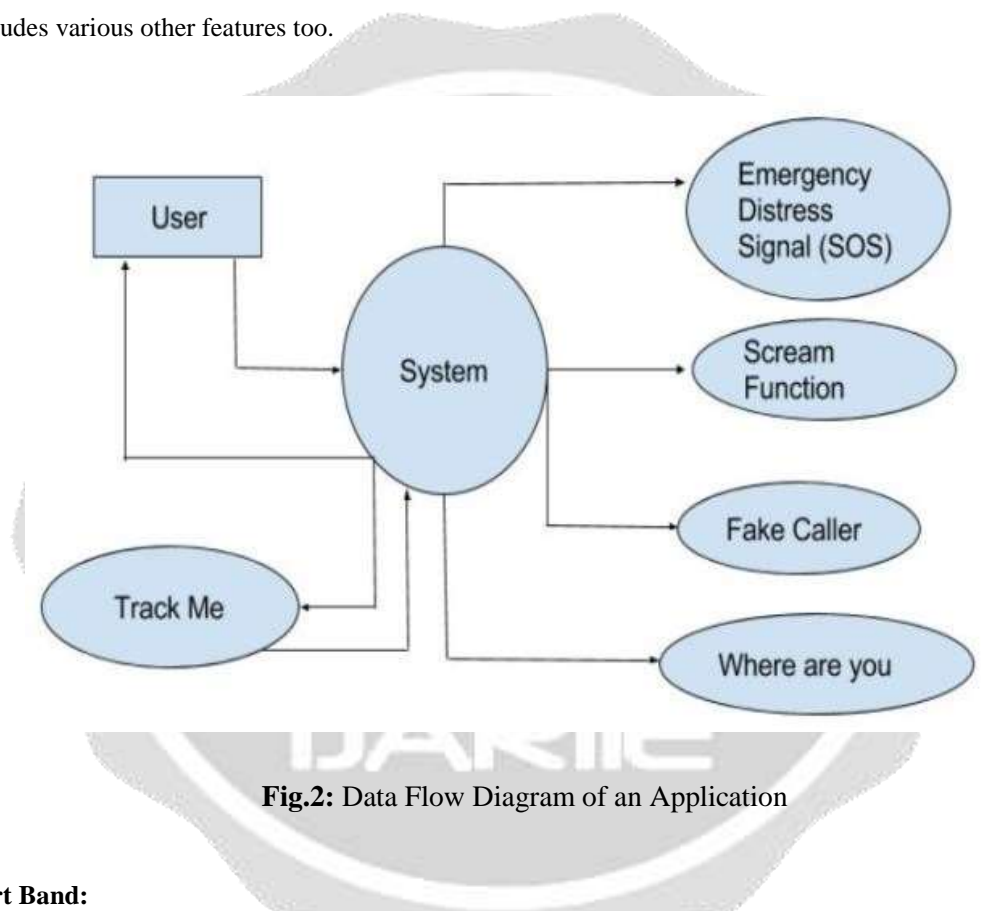 udes various other features too.
User
Emergency
Distress
Signal (SOS)
System
Scream
Function
Fake Caller
Track Me
Where are you
IJARIIE
Fig.2: Data Flow Diagram of an Application
rt Band: